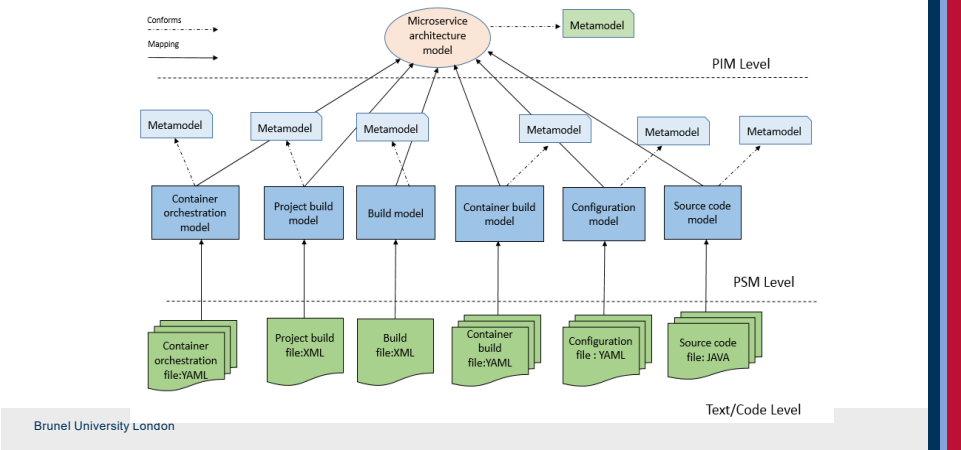 Conforms
Mapping
Microservice
architecture
model
Metamodel
PIM Level
Metamodel
Metamodel
Metamodel
Metamodel
Metamodel
Metamodel
Container
orchestration
model
Project build
model
Build model
Container build
model
Configuration
model
Source code
model
PSM Level
Container
orchestration
file:YAML
Project build
file:XML
Build
file:XML
Container
build
file:YAML
Configuration
file : YAML
Source code
file: JAVA
Text/Code Level
Brunel University London